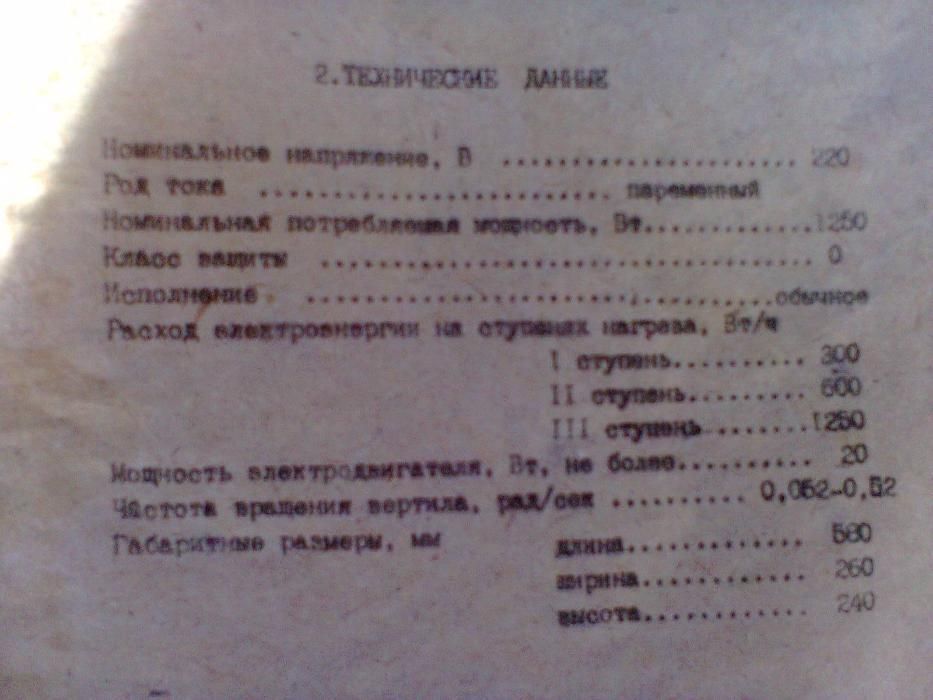 2.ТЕХНИЧЕСКИЕ ДАННЫЕ
Номинальное напряжение, В ...................... 220
Род тока .......................... паременный
Номинальная потребляемая мощность, Вт............1250
Класс защиты .................................... 0
Исполнение ..................................обычное
Расход электроэнергии на ступенях нагрева, Вт/ч
I ступень.......... 300
II ступень......... 600
III ступень........1250
Мощность электродвигателя, Вт, не более.......... 20
Частота вращения вертила, рад/сек .......... 0,052-0,52
Габаритные размеры, мм
длина............. 580
ширина............ 260
высота............ 240